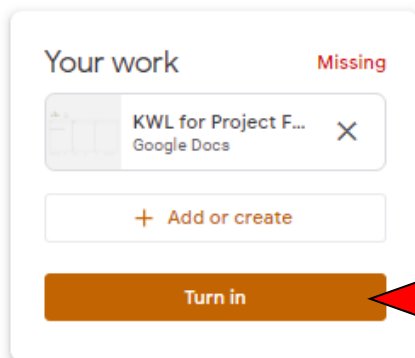 Your work
Missing
KWL for Project F...
Google Docs
+ Add or create
Turn in